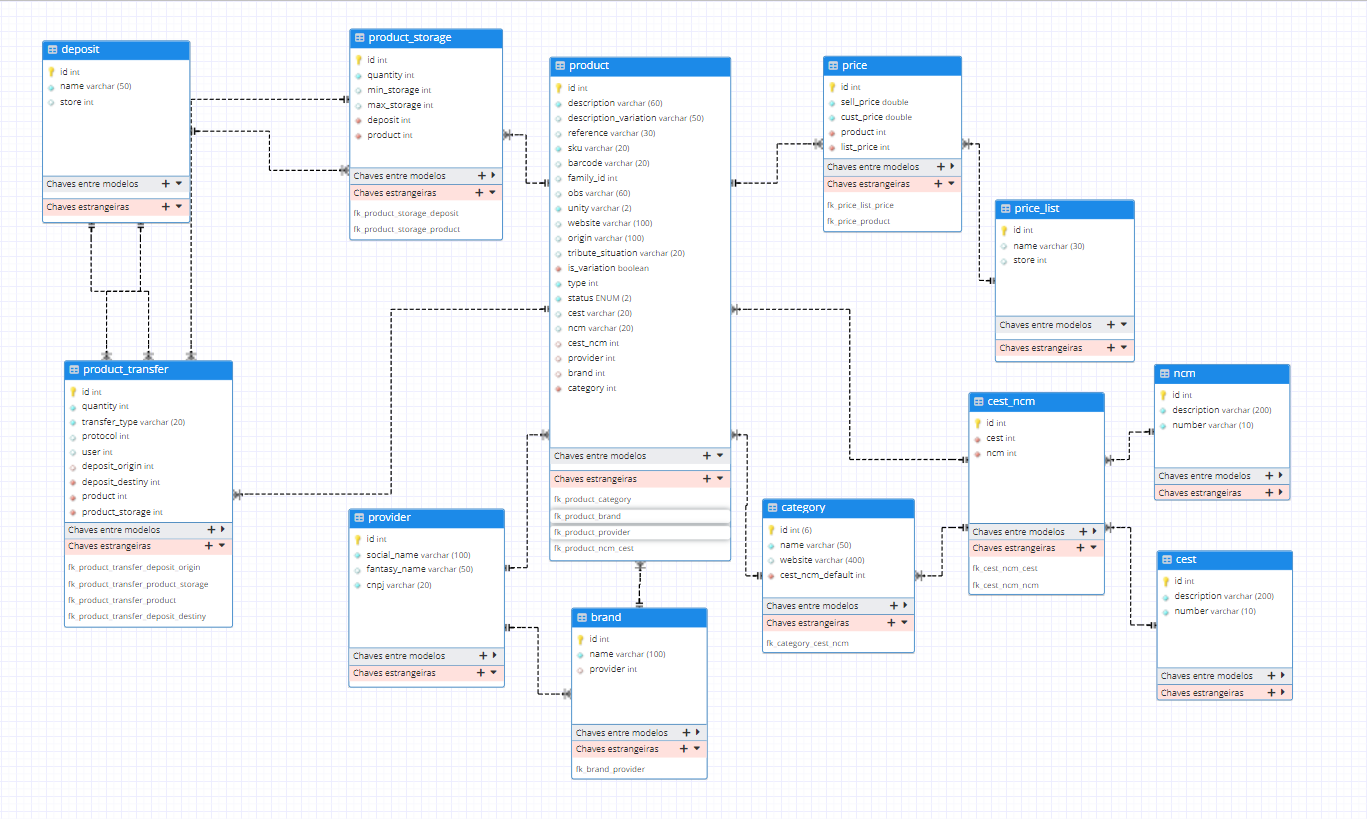 deposit
id int
name varchar (50)
store int
Chaves entre modelos
Chaves estrangeiras
product_storage
id int
quantity int
min_storage int
max_storage int
deposit int
product int
Chaves entre modelos
Chaves estrangeiras
fk_product_storage_deposit
fk_product_storage_product
product
id int
description varchar (60)
description_variation varchar (50)
reference varchar (30)
sku varchar (20)
barcode varchar (20)
family_id int
obs varchar (60)
unity varchar (2)
website varchar (100)
origin varchar (100)
tribute_situation varchar (20)
is_variation boolean
type int
status ENUM (2)
cest varchar (20)
ncm varchar (20)
cest_ncm int
provider int
brand int
category int
Chaves entre modelos
Chaves estrangeiras
fk_product_category
fk_product_brand
fk_product_provider
fk_product_ncm_cest
price
id int
sell_price double
cust_price double
product int
list_price int
Chaves entre modelos
Chaves estrangeiras
fk_price_list_price
fk_price_product
price_list
id int
name varchar (30)
store int
Chaves entre modelos
Chaves estrangeiras
product_transfer
id int
quantity int
transfer_type varchar (20)
protocol int
user int
deposit_origin int
deposit_destiny int
product int
product_storage int
Chaves entre modelos
Chaves estrangeiras
fk_product_transfer_deposit_origin
fk_product_transfer_product_storage
fk_product_transfer_product
fk_product_transfer_deposit_destiny
provider
id int
social_name varchar (100)
fantasy_name varchar (50)
cnpj varchar (20)
Chaves entre modelos
Chaves estrangeiras
brand
id int
name varchar (100)
provider int
Chaves entre modelos
Chaves estrangeiras
fk_brand_provider
category
id int (6)
name varchar (50)
website varchar (400)
cest_ncm_default int
Chaves entre modelos
Chaves estrangeiras
fk_category_cest_ncm
cest_ncm
id int
cest int
ncm int
Chaves entre modelos
Chaves estrangeiras
fk_cest_ncm_cest
fk_cest_ncm_ncm
ncm
id int
description varchar (200)
number varchar (10)
Chaves entre modelos
Chaves estrangeiras
cest
id int
description varchar (200)
number varchar (10)
Chaves entre modelos
Chaves estrangeiras